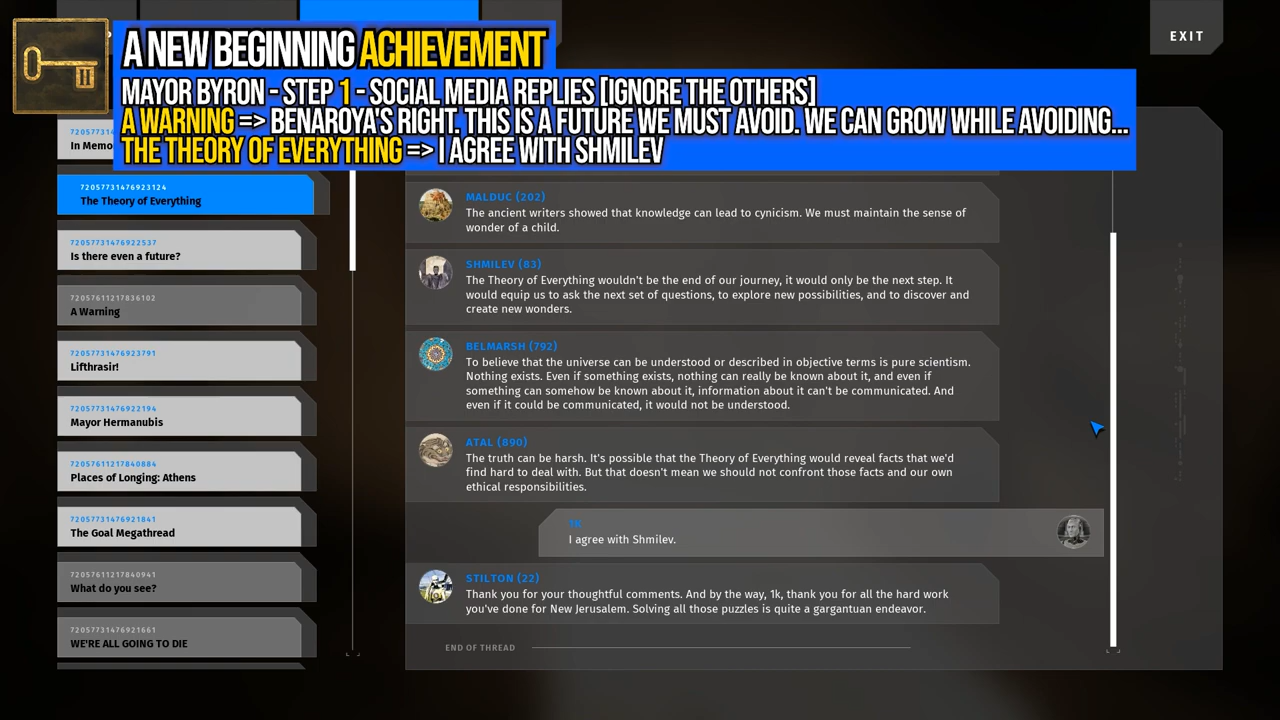 A NEW BEGINNING ACHIEVEMENT
MAYOR BYRON - STEP 1 - SOCIAL MEDIA REPLIES [IGNORE THE OTHERS]
A WARNING => BENAROYA'S RIGHT. THIS IS A FUTURE WE MUST AVOID. WE CAN GROW WHILE AVOIDING...
THE THEORY OF EVERYTHING => I AGREE WITH SHMILEV
EXIT
In Memo
72057731476923124
The Theory of Everything
72057731476922537
Is there even a future?
72057611217836102
A Warning
72057731476923791
Lifthrasir!
72057731476922194
Mayor Hermanubis
72057611217840884
Places of Longing: Athens
72057731476921841
The Goal Megathread
72057611217840941
What do you see?
72057731476921661
WE'RE ALL GOING TO DIE
MALDUC (202)
The ancient writers showed that knowledge can lead to cynicism. We must maintain the sense of
wonder of a child.
SHMILEV (83)
The Theory of Everything wouldn't be the end of our journey, it would only be the next step. It
would equip us to ask the next set of questions, to explore new possibilities, and to discover and
create new wonders.
BELMARSH (792)
To believe that the universe can be understood or described in objective terms is pure scientism.
Nothing exists. Even if something exists, nothing can really be known about it, and even if
something can somehow be known about it, information about it can't be communicated. And
even if it could be communicated, it would not be understood.
ATAL (890)
The truth can be harsh. It's possible that the Theory of Everything would reveal facts that we'd
find hard to deal with. But that doesn't mean we should not confront those facts and our own
ethical responsibilities.
1K
I agree with Shmilev.
STILTON (22)
Thank you for your thoughtful comments. And by the way, 1k, thank you for all the hard work
you've done for New Jerusalem. Solving all those puzzles is quite a gargantuan endeavor.
END OF THREAD